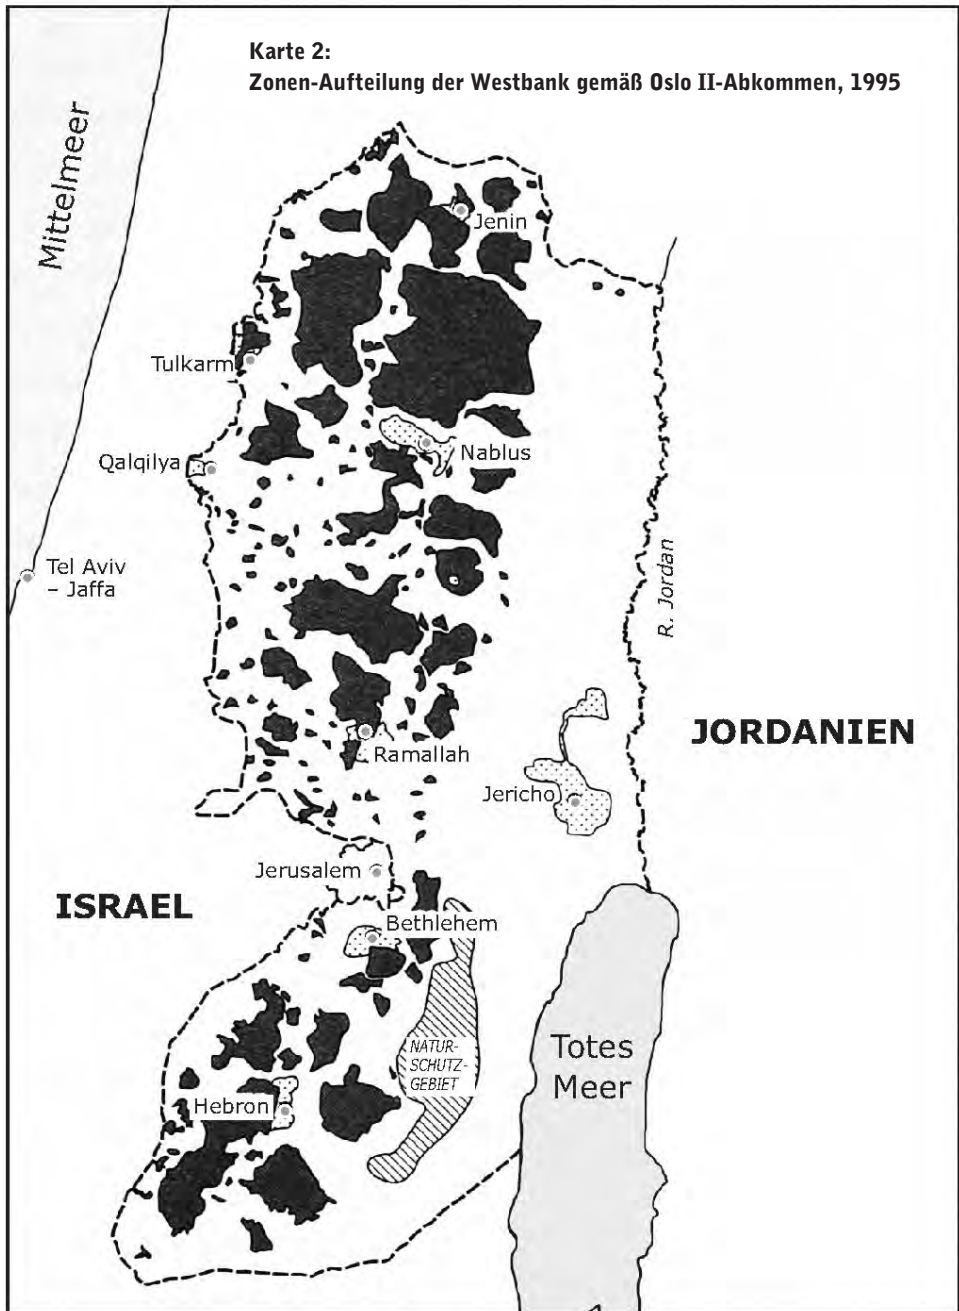 Karte 2:
Zonen-Aufteilung der Westbank gemäß Oslo II-Abkommen, 1995
Mittelmeer
Jenin
Tulkarm
Nablus
Qalqilya
Tel Aviv
– Jaffa
R. Jordan
JORDANIEN
Ramallah
Jericho
Jerusalem
ISRAEL
Bethlehem
NATUR-
SCHUTZ-
GEBIET
Totes
Meer
Hebron